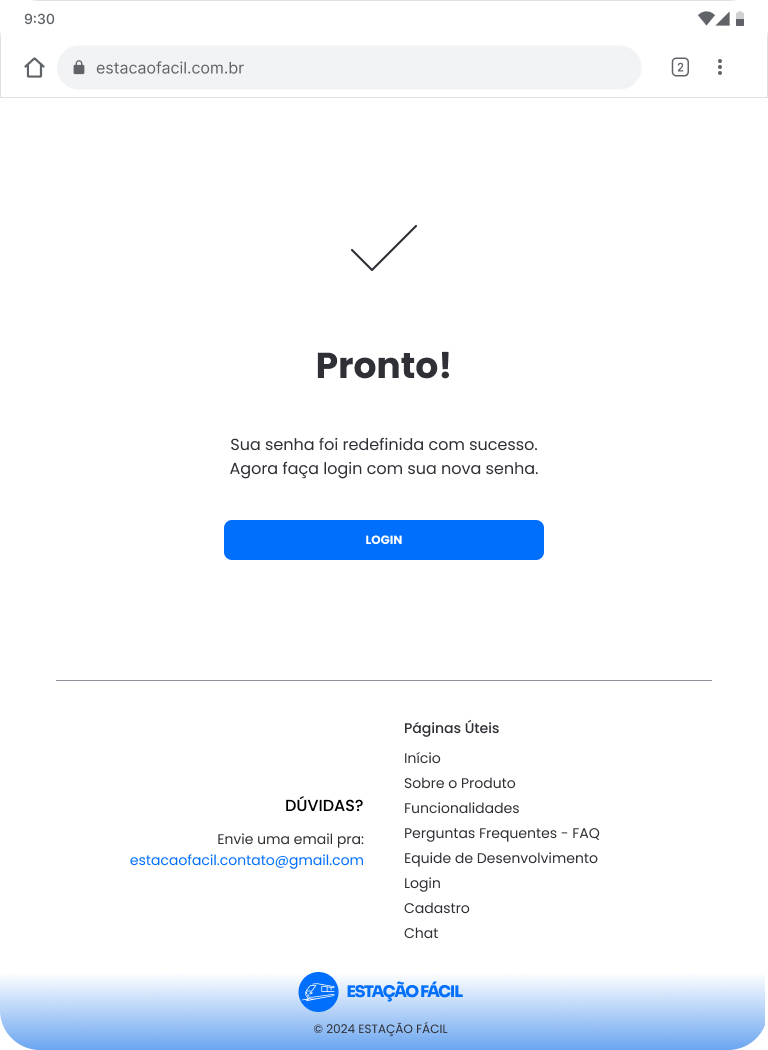 9:30
estacaofacil.com.br
2
Pronto!
Sua senha foi redefinida com sucesso.
Agora faça login com sua nova senha.
LOGIN
DÚVIDAS?
Envie uma email pra:
estacaofacil.contato@gmail.com
Páginas Úteis
Início
Sobre o Produto
Funcionalidades
Perguntas Frequentes - FAQ
Equide de Desenvolvimento
Login
Cadastro
Chat
ESTAÇÃO FÁCIL
© 2024 ESTAÇÃO FÁCIL